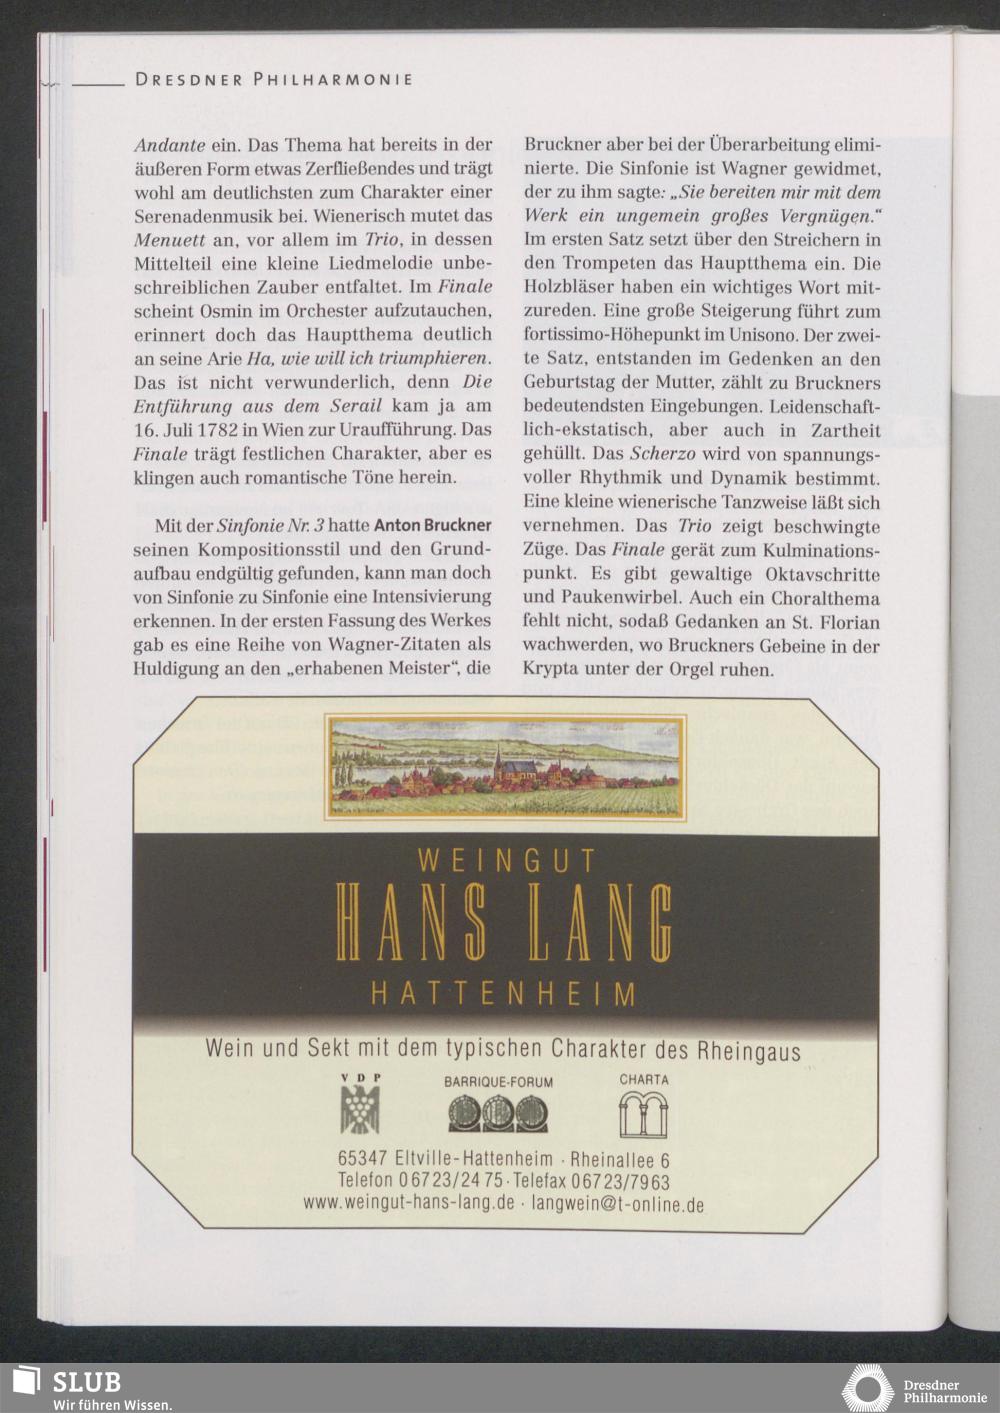 DRESDNER PHILHARMONIE
Andante ein. Das Thema hat bereits in der
äußeren Form etwas Zerfließendes und trägt
wohl am deutlichsten zum Charakter einer
Serenadenmusik bei. Wienerisch mutet das
Menuett an, vor allem im Trio, in dessen
Mittelteil eine kleine Liedmelodie unbe-
schreiblichen Zauber entfaltet. Im Finale
scheint Osmin im Orchester aufzutauchen,
erinnert doch das Hauptthema deutlich
an seine Arie Ha, wie will ich triumphieren.
Das ist nicht verwunderlich, denn Die
Entführung aus dem Serail kam ja am
16. Juli 1782 in Wien zur Uraufführung. Das
Finale trägt festlichen Charakter, aber es
klingen auch romantische Töne herein.
Mit der Sinfonie Nr. 3 hatte Anton Bruckner
seinen Kompositionsstil und den Grund-
aufbau endgültig gefunden, kann man doch
von Sinfonie zu Sinfonie eine Intensivierung
erkennen. In der ersten Fassung des Werkes
gab es eine Reihe von Wagner-Zitaten als
Huldigung an den „erhabenen Meister“, die
Bruckner aber bei der Überarbeitung elimi-
nierte. Die Sinfonie ist Wagner gewidmet,
der zu ihm sagte: „Sie bereiten mir mit dem
Werk ein ungemein großes Vergnügen.“
Im ersten Satz setzt über den Streichern in
den Trompeten das Hauptthema ein. Die
Holzbläser haben ein wichtiges Wort mit-
zureden. Eine große Steigerung führt zum
fortissimo-Höhepunkt im Unisono. Der zwei-
te Satz, entstanden im Gedenken an den
Geburtstag der Mutter, zählt zu Bruckners
bedeutendsten Eingebungen. Leidenschaft-
lich-ekstatisch, aber auch in Zartheit
gehüllt. Das Scherzo wird von spannungs-
voller Rhythmik und Dynamik bestimmt.
Eine kleine wienerische Tanzweise läßt sich
vernehmen. Das Trio zeigt beschwingte
Züge. Das Finale gerät zum Kulminations-
punkt. Es gibt gewaltige Oktavschritte
und Paukenwirbel. Auch ein Choralthema
fehlt nicht, sodaß Gedanken an St. Florian
wachwerden, wo Bruckners Gebeine in der
Krypta unter der Orgel ruhen.
WEINGUT
HANS LANG
HATTENHEIM
Wein und Sekt mit dem typischen Charakter des Rheingaus
VDP BARRIQUE-FORUM CHARTA
65347 Eltville-Hattenheim · Rheinallee 6
Telefon 0 67 23/24 75 · Telefax 0 67 23/79 63
www.weingut-hans-lang.de · langwein@t-online.de
SLUB
Wir führen Wissen.
Dresdner
Philharmonie